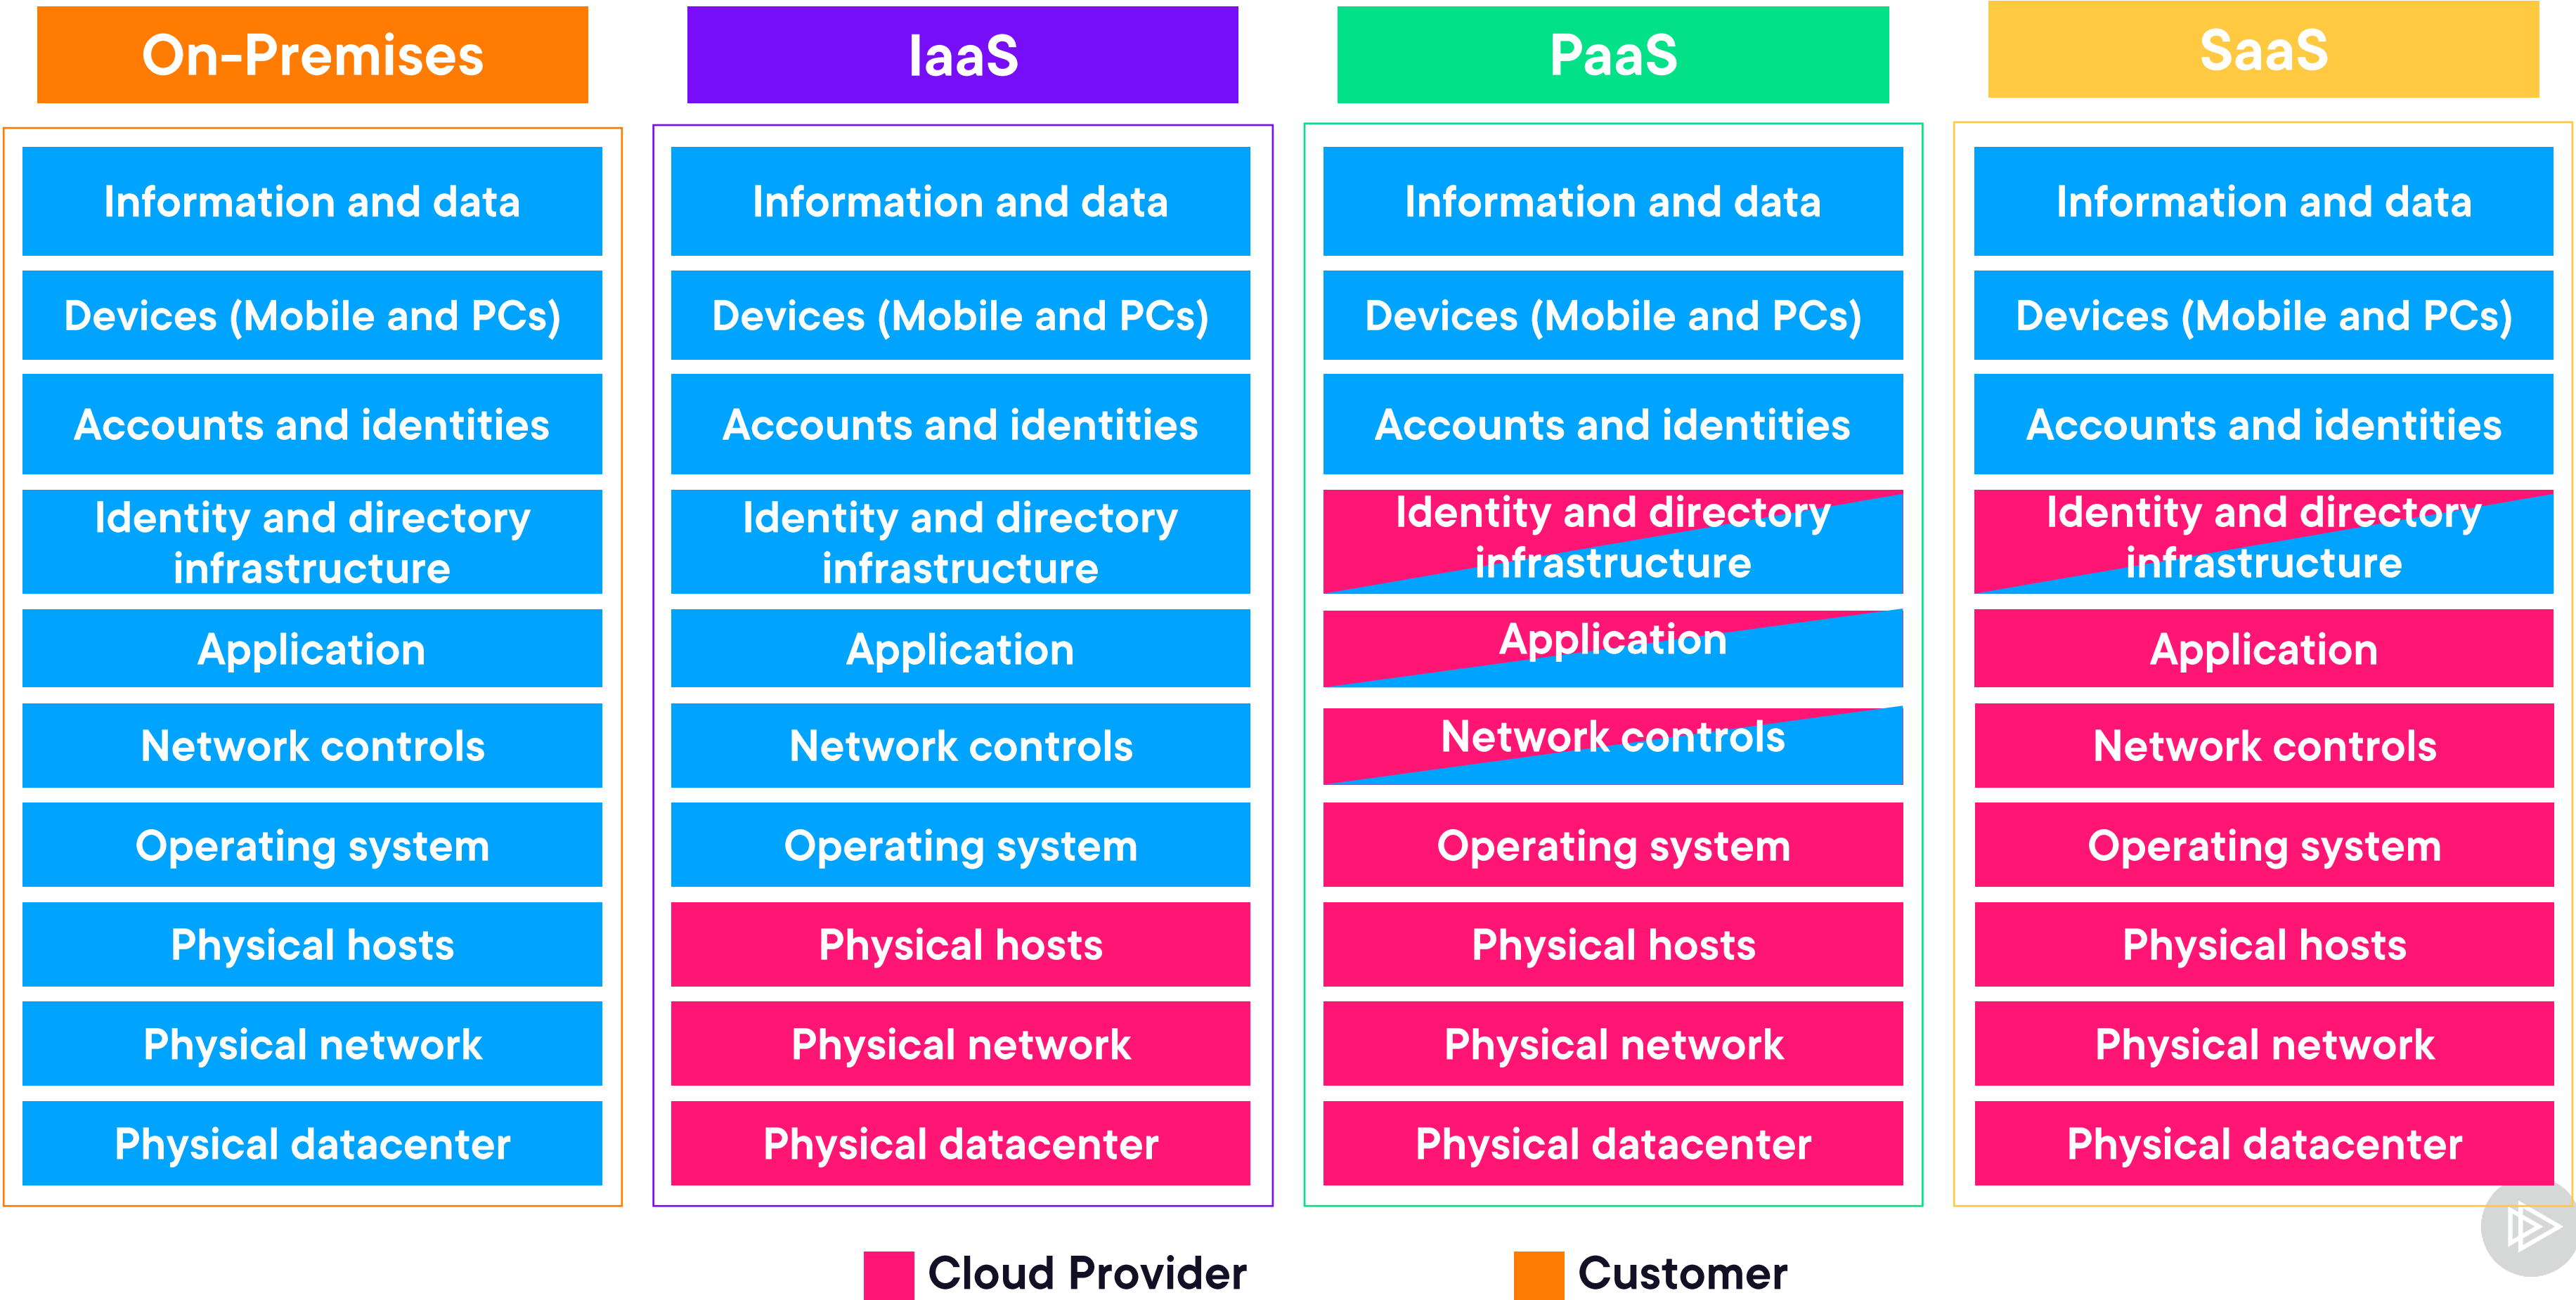 On-Premises
Information and data
Devices (Mobile and PCs)
Accounts and identities
Identity and directory
infrastructure
Application
Network controls
Operating system
Physical hosts
Physical network
Physical datacenter
IaaS
Information and data
Devices (Mobile and PCs)
Accounts and identities
Identity and directory
infrastructure
Application
Network controls
Operating system
Physical hosts
Physical network
Physical datacenter
PaaS
Information and data
Devices (Mobile and PCs)
Accounts and identities
Identity and directory
infrastructure
Application
Network controls
Operating system
Physical hosts
Physical network
Physical datacenter
SaaS
Information and data
Devices (Mobile and PCs)
Accounts and identities
Identity and directory
infrastructure
Application
Network controls
Operating system
Physical hosts
Physical network
Physical datacenter
Cloud Provider
Customer